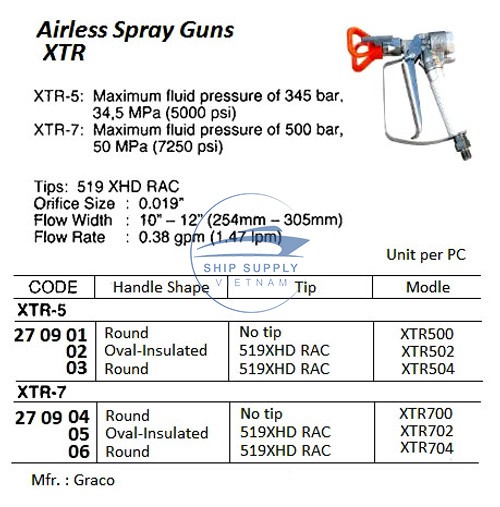 Airless Spray Guns
XTR
XTR-5: Maximum fluid pressure of 345 bar,
34,5 MPa (5000 psi)
XTR-7: Maximum fluid pressure of 500 bar,
50 MPa (7250 psi)
Tips: 519 XHD RAC
Orifice Size : 0.019"
Flow Width : 10" – 12" (254mm – 305mm)
Flow Rate : 0.38 gpm (1,47 lpm)
SHIP SUPPLY
VIETNAM
Unit per PC
CODE Handle Shape Tip Modle
XTR-5
27 09 01 Round No tip XTR500
02 Oval-Insulated 519XHD RAC XTR502
03 Round 519XHD RAC XTR504
XTR-7
27 09 04 Round No tip XTR700
05 Oval-Insulated 519XHD RAC XTR702
06 Round 519XHD RAC XTR704
Mfr. : Graco